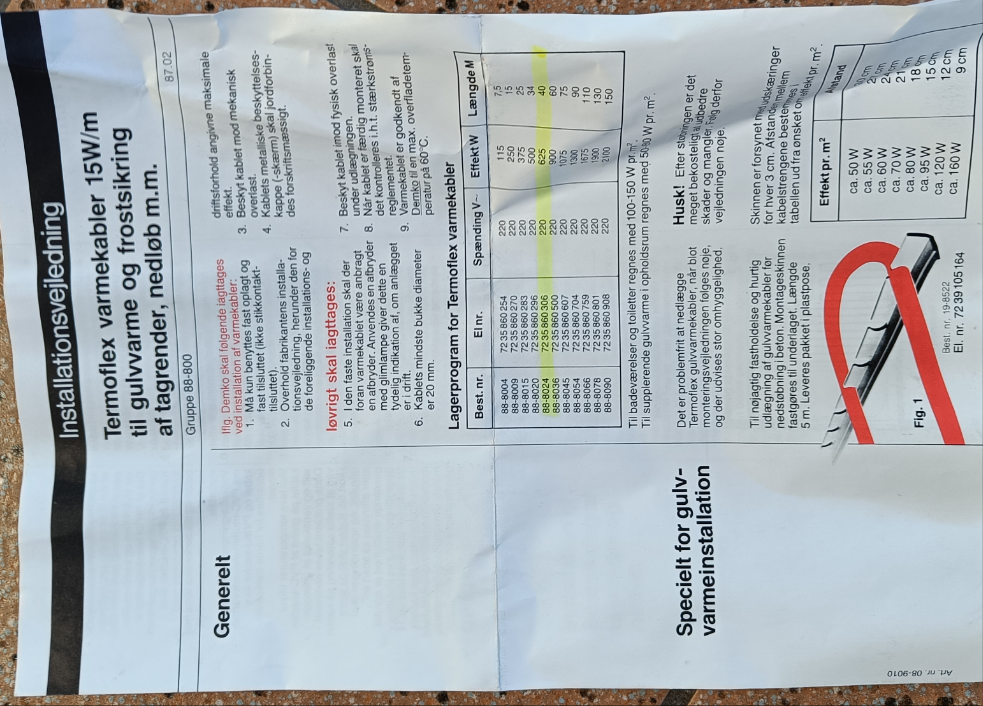 Installationsvejledning
Termoflex varmekabler 15W/m
til gulvvarme og frostsikring
af tagrender, nedløb m.m.
Gruppe 88-800
87.02
Generelt
Iflg. Demko skal følgende iagttages
ved installation af varmekabler:
1. Må kun benyttes fast oplagt og
fast tilsluttet (ikke stikkontakt-
tilsluttet).
2. Overhold fabrikantens installa-
tionsvejledning, herunder den for
de foreliggende installations- og
driftsforhold angivne maksimale
effekt.
3. Beskyt kablet mod mekanisk
overlast.
4. Kablets metalliske beskyttelses-
kappe (-skærm) skal jordforbin-
des forskriftsmæssigt.
Iøvrigt skal iagttages:
5. I den faste installation skal der
foran varmekablet være anbragt
en afbryder. Anvendes en afbryder
med glimlampe giver dette en
tydelig indikation af, om anlægget
er i drift.
6. Kablets mindste bukke diameter
er 20 mm.
7. Beskyt kablet imod fysisk overlast
under udlægningen.
8. Når kablet er færdig monteret skal
det kontrolleres i.h.t. stærkstrøms-
reglementet.
9. Varmekablet er godkendt af
Demko til en max. overfladetem-
peratur på 60°C.
Lagerprogram for Termoflex varmekabler
Best. nr. El nr. Spænding V~ Effekt W Længde M
88-8004 72 35 860 254 220 115 7,5
88-8009 72 35 860 270 220 250 15
88-8015 72 35 860 283 220 375 25
88-8020 72 35 860 296 220 500 34
88-8024 72 35 860 306 220 625 40
88-8036 72 35 860 500 220 900 60
88-8045 72 35 860 607 220 1075 75
88-8054 72 35 860 704 220 1300 90
88-8066 72 35 860 759 220 1675 110
88-8078 72 35 860 801 220 1900 130
88-8090 72 35 860 908 220 2100 150
Til badeværelser og toiletter regnes med 100-150 W pr. m².
Til supplerende gulvvarme i opholdsrum regnes med W pr. m².
Specielt for gulv-
varmeinstallation
Det er problemfrit at nedlægge
Termoflex gulvvarmekabler, når blot
monteringsvejledningen følges nøje,
og der udvises stor omhyggelighed.
Husk! Efter støbningen er det
meget bekosteligt at udbedre
skader og mangler. Følg derfor
vejledningen nøje.
Til nøjagtig fastholdelse og hurtig
udlægning af gulvvarmekabler for
nedstøbning i beton. Montageskinnen
fastgøres til underlaget. Længde
5 m. Leveres pakket i plastpose.
Skinnen er forsynet med udskæringer
for hver 3 cm. Afstanden mellem
kabelstrengene bestemmes
tabellen ud fra ønsket effekt pr. m².
Effekt pr. m²
ca. 50 W
ca. 55 W
ca. 60 W 24 cm
ca. 70 W 21 cm
ca. 80 W 18 cm
ca. 95 W 15 cm
ca. 120 W 12 cm
ca. 160 W 9 cm
Fig. 1
Best. nr. 19-8522
El. nr. 72 39 105 164
Art. nr. 08-9010